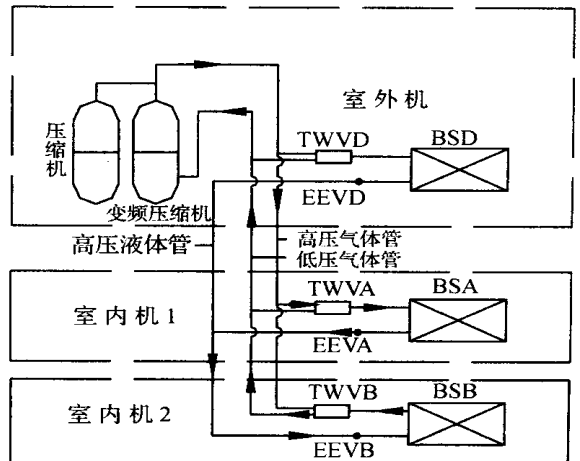 室外机
压缩机
TWVD
BSD
EEVD
变频压缩机
高压液体管
高压气体管
低压气体管
TWVA
BSA
室内机1
EEVA
TWVB
BSB
室内机2
EEVB